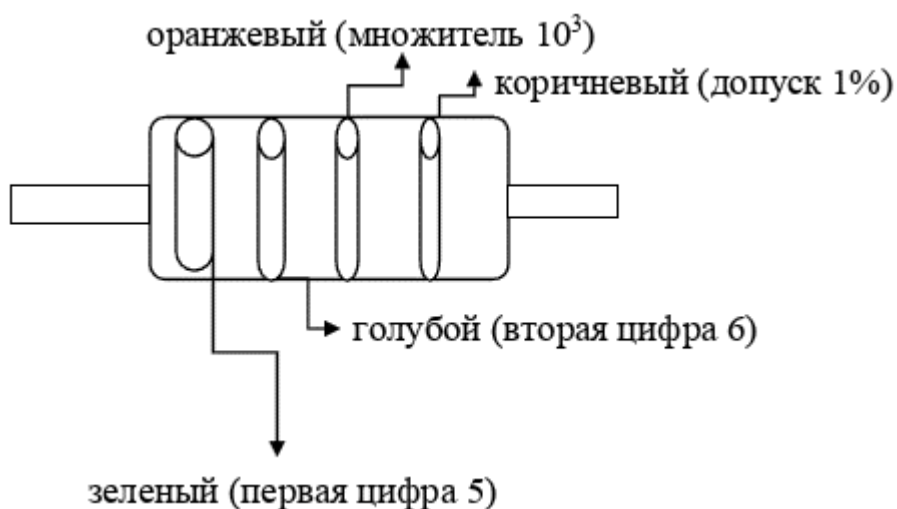 оранжевый (множитель 10³)
коричневый (допуск 1%)
голубой (вторая цифра 6)
зеленый (первая цифра 5)